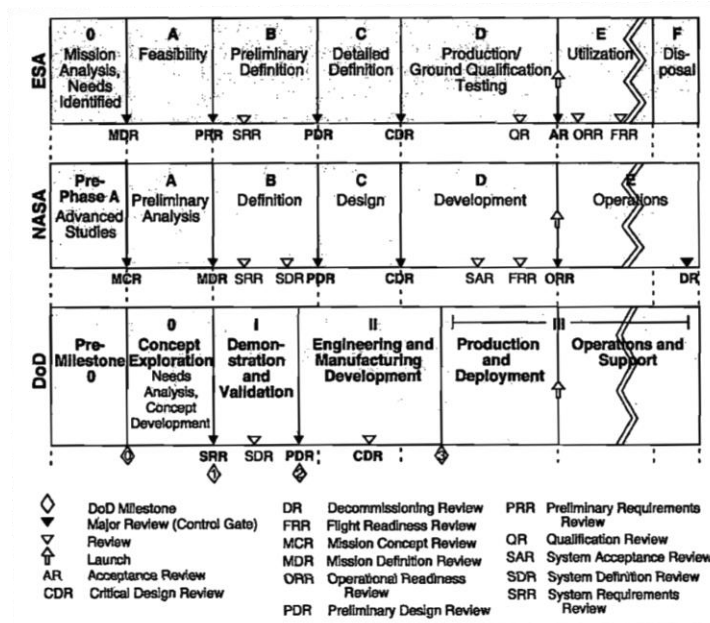 ESA
0 A B C D E F
Mission Analysis, Needs Identified
Feasibility
Preliminary Definition
Detailed Definition
Production/ Ground Qualification Testing
Utilization
Dis- posal
MDR PRR SRR PDR CDR QR AR ORR FRR
NASA
Pre- Phase A
Advanced Studies
A
Preliminary Analysis
B
Definition
C
Design
D
Development
E
Operations
MCR MDR SRR SDR PDR CDR SAR FRR ORR DR
DoD
Pre- Milestone 0
0
Concept Exploration
Needs Analysis, Concept Development
I
Demon- stration and Validation
II
Engineering and Manufacturing Development
III
Production and Deployment
Operations and Support
SRR SDR PDR CDR
0 1 2 3
DoD Milestone
Major Review (Control Gate)
Review
Launch
AR Acceptance Review
CDR Critical Design Review
DR Decommissioning Review
FRR Flight Readiness Review
MCR Mission Concept Review
MDR Mission Definition Review
ORR Operational Readiness
Review
PDR Preliminary Design Review
PRR Preliminary Requirements
Review
QR Qualification Review
SAR System Acceptance Review
SDR System Definition Review
SRR System Requirements
Review